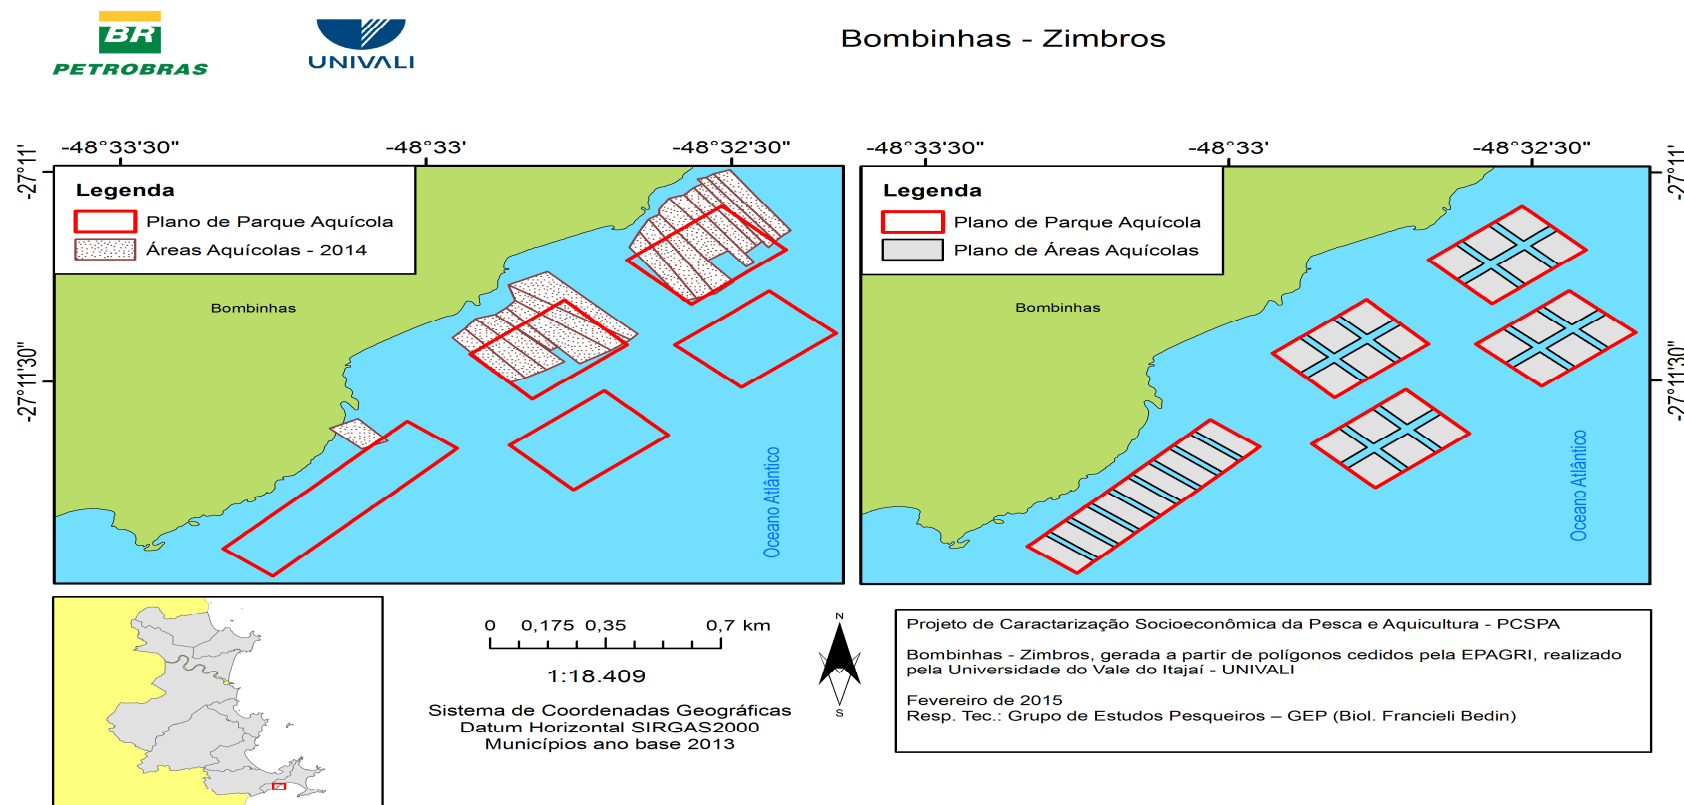 BR
PETROBRAS
UNIVALI
Bombinhas - Zimbros
-48°33'30"
-48°33'
-48°32'30"
-27°11'
-27°11'30"
Legenda
Plano de Parque Aquícola
Áreas Aquícolas - 2014
Bombinhas
Oceano Atlântico
-48°33'30"
-48°33'
-48°32'30"
-27°11'
-27°11'30"
Legenda
Plano de Parque Aquícola
Plano de Áreas Aquícolas
Bombinhas
Oceano Atlântico
0 0,175 0,35 0,7 km
1:18.409
Sistema de Coordenadas Geográficas
Datum Horizontal SIRGAS2000
Municípios ano base 2013
N
S
Projeto de Caractarização Socioeconômica da Pesca e Aquicultura - PCSPA
Bombinhas - Zimbros, gerada a partir de polígonos cedidos pela EPAGRI, realizado
pela Universidade do Vale do Itajaí - UNIVALI
Fevereiro de 2015
Resp. Tec.: Grupo de Estudos Pesqueiros – GEP (Biol. Francieli Bedin)